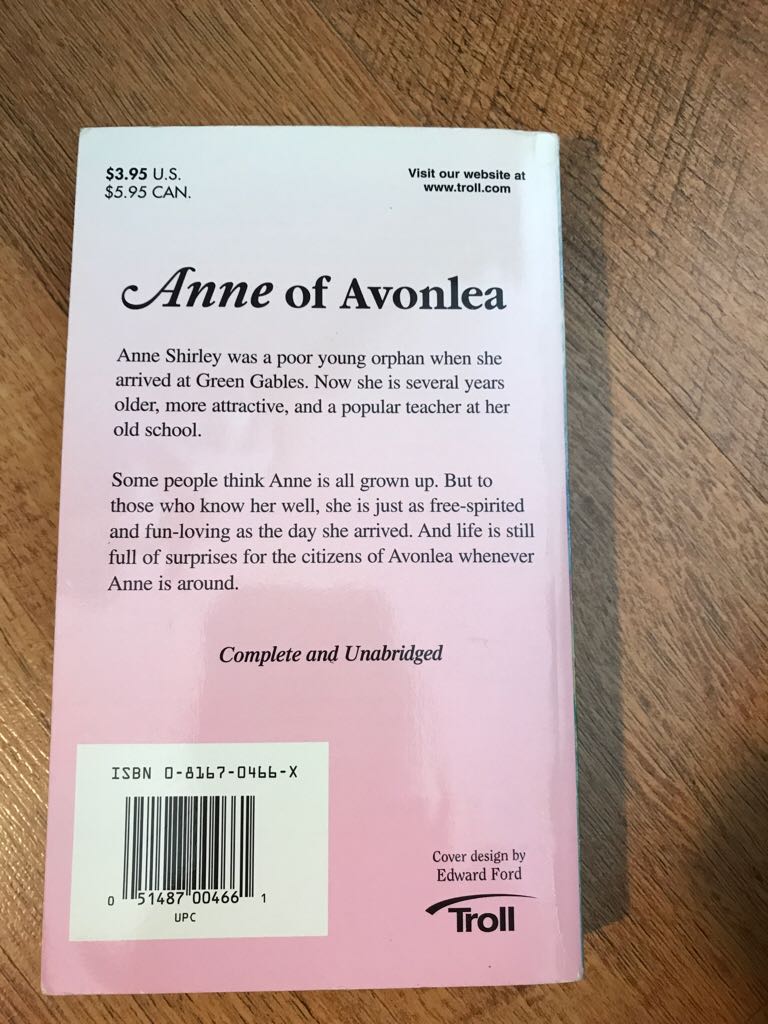 $3.95 U.S.
$5.95 CAN.
Visit our website at
www.troll.com
Anne of Avonlea
Anne Shirley was a poor young orphan when she
arrived at Green Gables. Now she is several years
older, more attractive, and a popular teacher at her
old school.
Some people think Anne is all grown up. But to
those who know her well, she is just as free-spirited
and fun-loving as the day she arrived. And life is still
full of surprises for the citizens of Avonlea whenever
Anne is around.
Complete and Unabridged
ISBN 0-8167-0466-X
0 51487 00466 1
UPC
Cover design by
Edward Ford
Troll